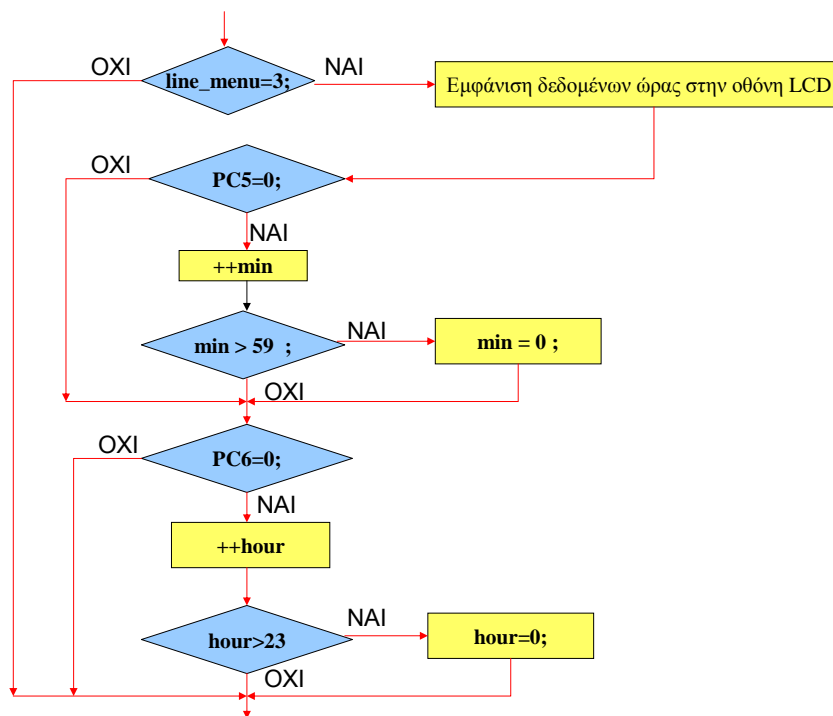 ΟΧΙ
line_menu=3;
ΝΑΙ
Εμφάνιση δεδομένων ώρας στην οθόνη LCD
ΟΧΙ
PC5=0;
ΝΑΙ
++min
min > 59 ;
ΝΑΙ
min = 0 ;
ΟΧΙ
ΟΧΙ
PC6=0;
ΝΑΙ
++hour
hour>23
ΝΑΙ
hour=0;
ΟΧΙ